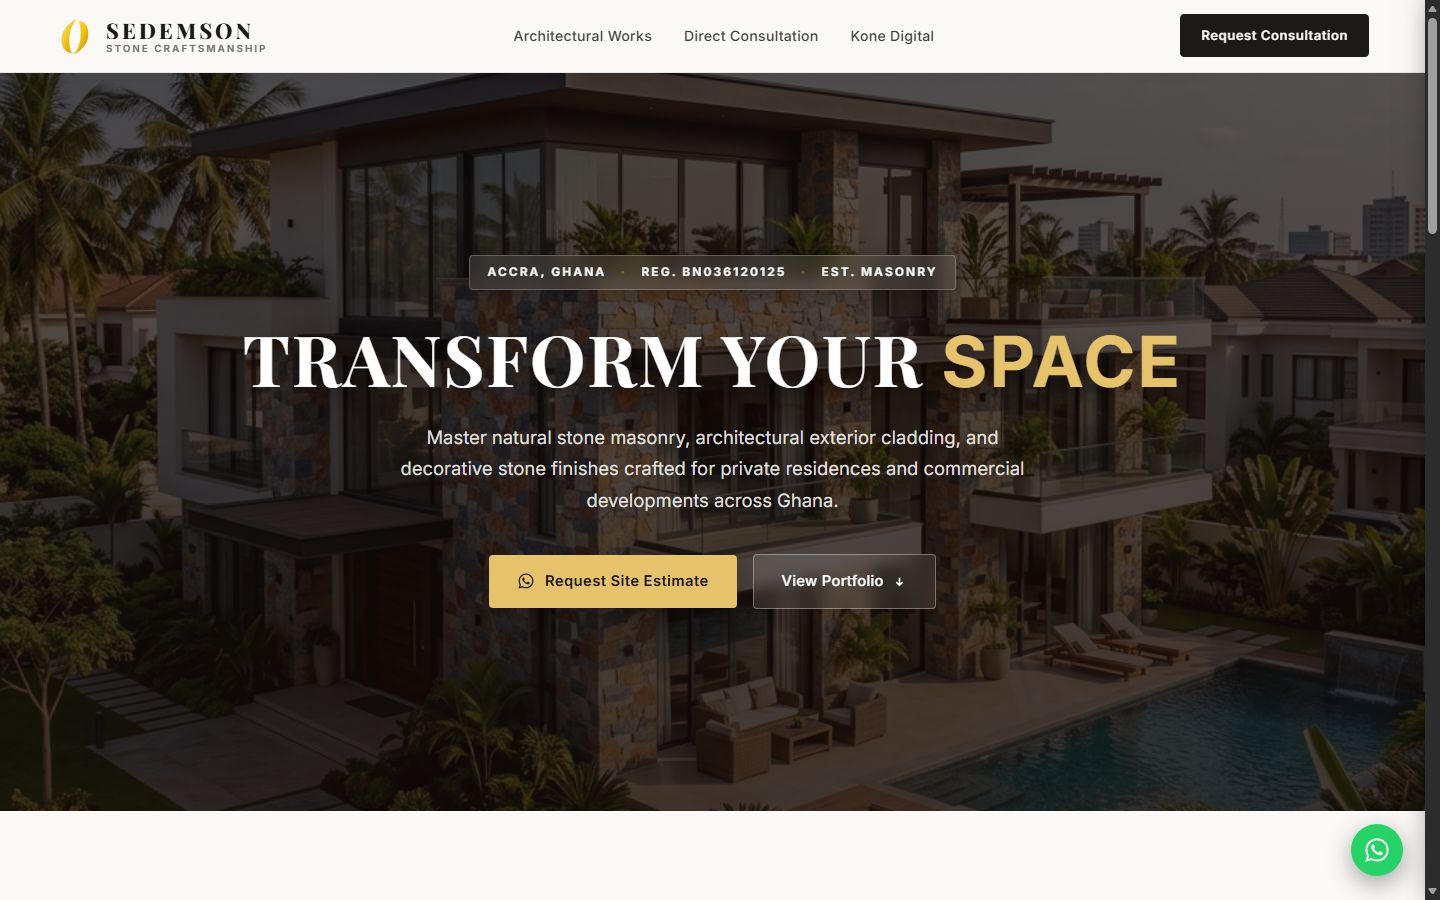 SEDEMSON
STONE CRAFTSMANSHIP
Architectural Works
Direct Consultation
Kone Digital
Request Consultation
ACCRA, GHANA · REG. BN036120125 · EST. MASONRY
TRANSFORM YOUR SPACE
Master natural stone masonry, architectural exterior cladding, and
decorative stone finishes crafted for private residences and commercial
developments across Ghana.
Request Site Estimate
View Portfolio ↓